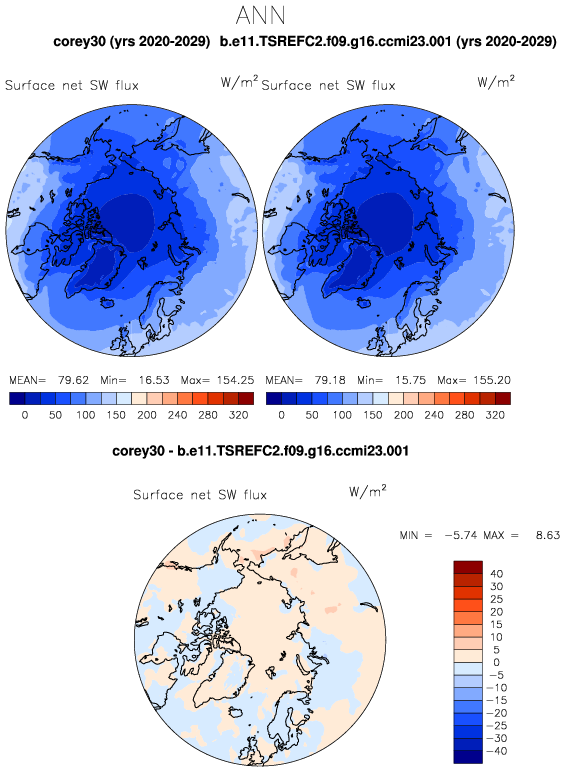 ANN
corey30 (yrs 2020-2029) b.e11.TSREFC2.f09.g16.ccmi23.001 (yrs 2020-2029)
Surface net SW flux W/m² Surface net SW flux W/m²
MEAN= 79.62 Min= 16.53 Max= 154.25 MEAN= 79.18 Min= 15.75 Max= 155.20
0 50 100 150 200 240 280 320 0 50 100 150 200 240 280 320
corey30 - b.e11.TSREFC2.f09.g16.ccmi23.001
Surface net SW flux W/m²
MIN = -5.74 MAX = 8.63
40
30
25
20
15
10
5
0
-5
-10
-15
-20
-25
-30
-40